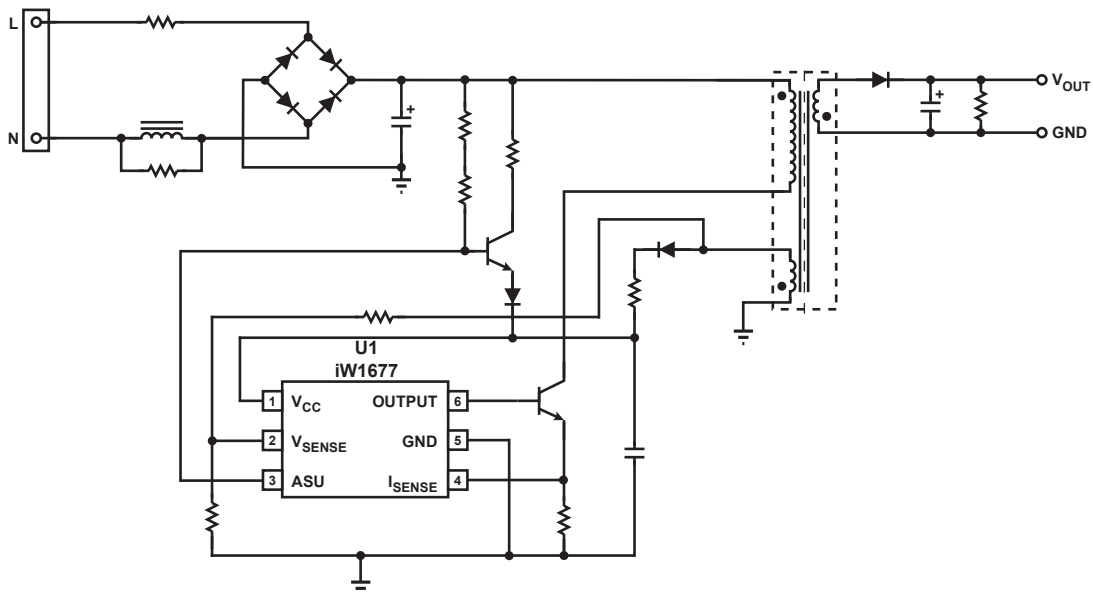 L
N
+
+
V_OUT
GND
U1
iW1677
1 V_CC OUTPUT 6
2 V_SENSE GND 5
3 ASU I_SENSE 4